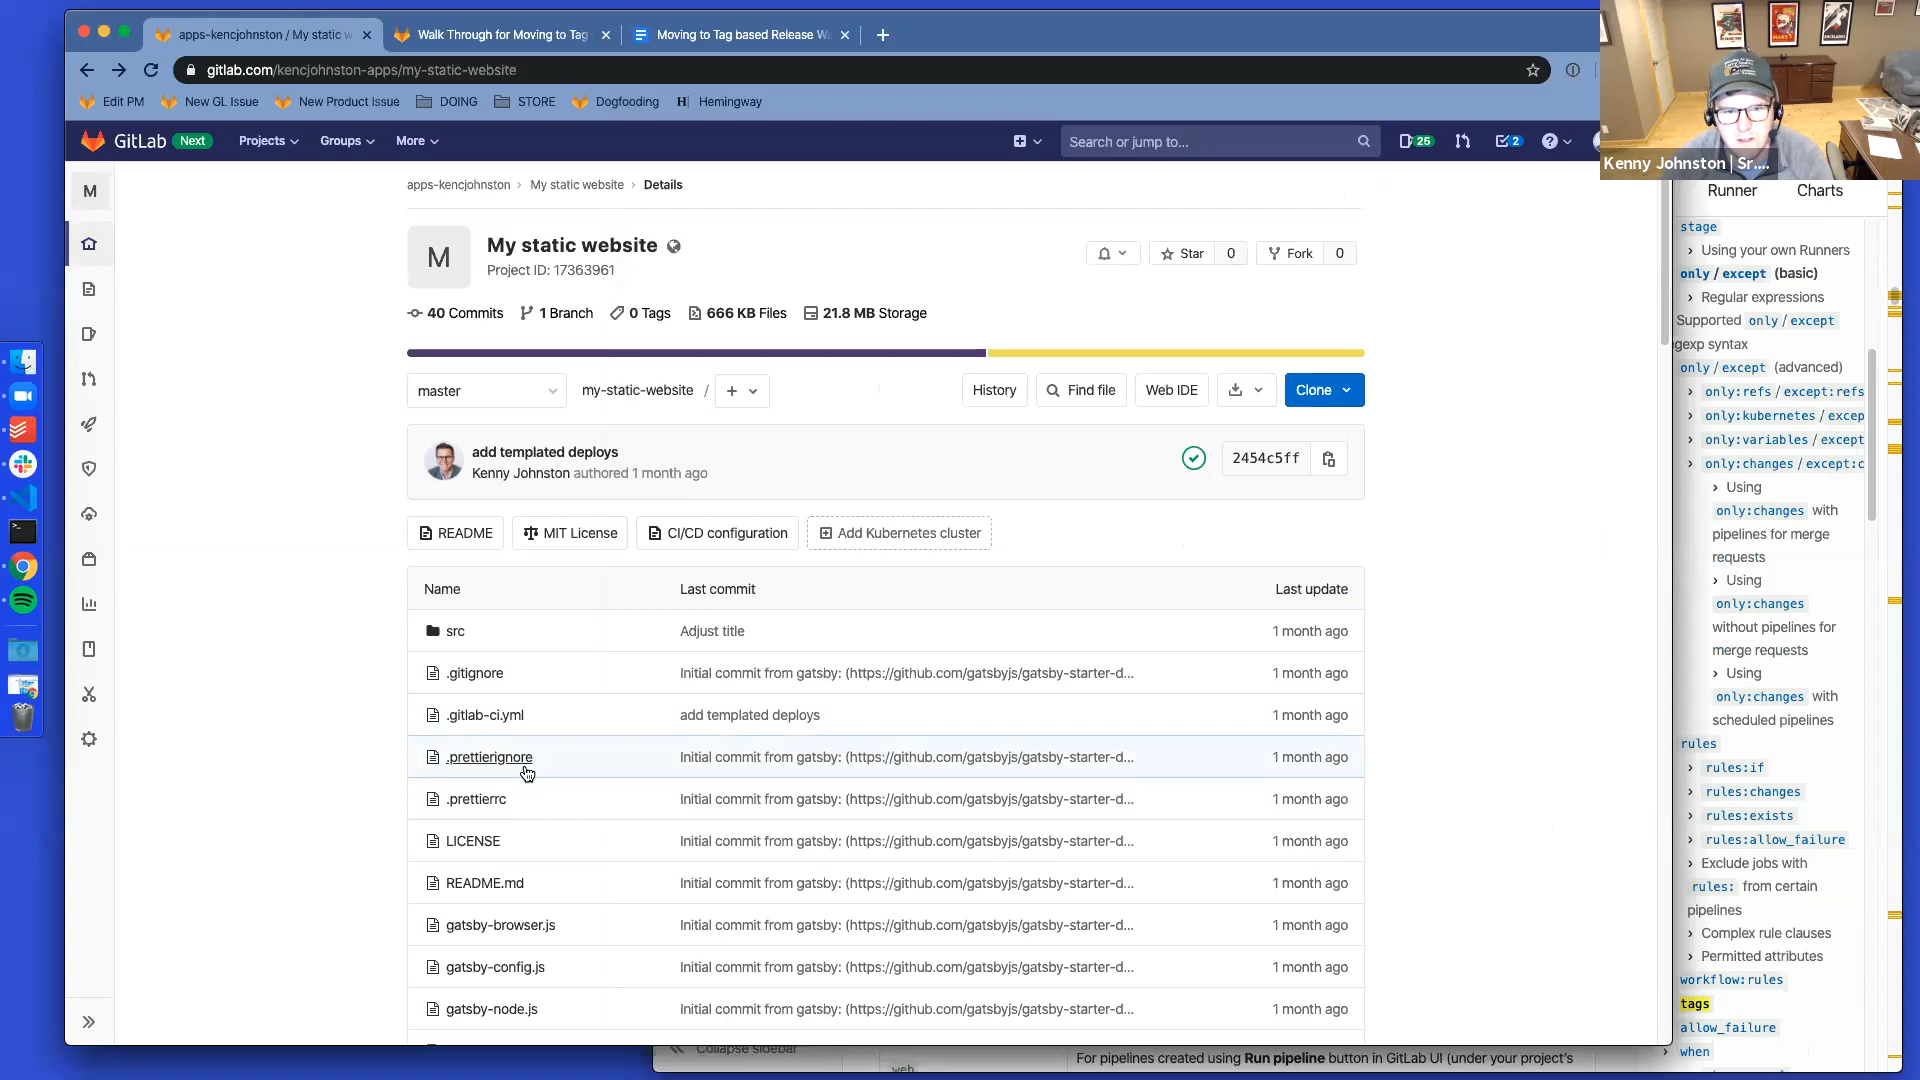 apps-kencjohnston / My static w
Walk Through for Moving to Tag
Moving to Tag based Release Wa
gitlab.com/kencjohnston-apps/my-static-website
Edit PM
New GL Issue
New Product Issue
DOING
STORE
Dogfooding
H
Hemingway
GitLab
Next
Projects
Groups
More
Search or jump to...
25
2
Kenny Johnston | Sr....
M
apps-kencjohnston
My static website
Details
M
My static website
Project ID: 17363961
Star 0
Fork 0
40 Commits
1 Branch
0 Tags
666 KB Files
21.8 MB Storage
master
my-static-website /
+
History
Find file
Web IDE
Clone
add templated deploys
Kenny Johnston authored 1 month ago
2454c5ff
README
MIT License
CI/CD configuration
Add Kubernetes cluster
Name Last commit Last update
src Adjust title 1 month ago
.gitignore Initial commit from gatsby: (https://github.com/gatsbyjs/gatsby-starter-d... 1 month ago
.gitlab-ci.yml add templated deploys 1 month ago
.prettierignore Initial commit from gatsby: (https://github.com/gatsbyjs/gatsby-starter-d... 1 month ago
.prettierrc Initial commit from gatsby: (https://github.com/gatsbyjs/gatsby-starter-d... 1 month ago
LICENSE Initial commit from gatsby: (https://github.com/gatsbyjs/gatsby-starter-d... 1 month ago
README.md Initial commit from gatsby: (https://github.com/gatsbyjs/gatsby-starter-d... 1 month ago
gatsby-browser.js Initial commit from gatsby: (https://github.com/gatsbyjs/gatsby-starter-d... 1 month ago
gatsby-config.js Initial commit from gatsby: (https://github.com/gatsbyjs/gatsby-starter-d... 1 month ago
gatsby-node.js Initial commit from gatsby: (https://github.com/gatsbyjs/gatsby-starter-d... 1 month ago
Runner Charts
stage
Using your own Runners
only / except (basic)
Regular expressions
Supported only / except
gexp syntax
only / except (advanced)
only:refs / except:refs
only:kubernetes / excep
only:variables / except
only:changes / except:c
Using
only:changes with
pipelines for merge
requests
Using
only:changes
without pipelines for
merge requests
Using
only:changes with
scheduled pipelines
rules
rules:if
rules:changes
rules:exists
rules:allow_failure
Exclude jobs with
rules: from certain
pipelines
Complex rule clauses
Permitted attributes
workflow:rules
tags
allow_failure
when
Collapse sidebar
web
For pipelines created using Run pipeline button in GitLab UI (under your project's